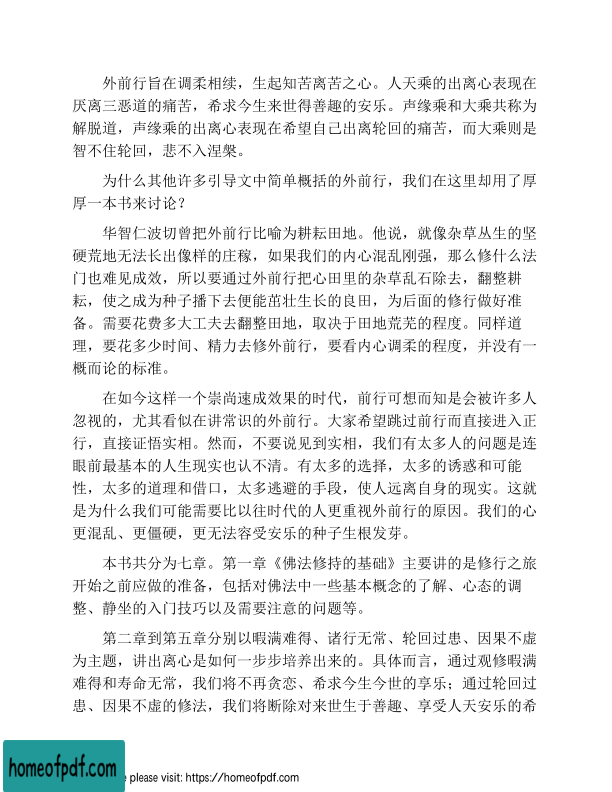 外前行旨在调柔相续，生起知苦离苦之心。人天乘的出离心表现在
厌离三恶道的痛苦，希求今生来世得善趣的安乐。声缘乘和大乘共称为
解脱道，声缘乘的出离心表现在希望自己出离轮回的痛苦，而大乘则是
智不住轮回，悲不入涅槃。
为什么其他许多引导文中简单概括的外前行，我们在这里却用了厚
厚一本书来讨论？
华智仁波切曾把外前行比喻为耕耘田地。他说，就像杂草丛生的坚
硬荒地无法长出像样的庄稼，如果我们的内心混乱刚强，那么修什么法
门也难见成效，所以要通过外前行把心田里的杂草乱石除去，翻整耕
耘，使之成为种子播下去便能茁壮生长的良田，为后面的修行做好准
备。需要花费多大工夫去翻整田地，取决于田地荒芜的程度。同样道
理，要花多少时间、精力去修外前行，要看内心调柔的程度，并没有一
概而论的标准。
在如今这样一个崇尚速成效果的时代，前行可想而知是会被许多人
忽视的，尤其看似在讲常识的外前行。大家希望跳过前行而直接进入正
行，直接证悟实相。然而，不要说见到实相，我们有太多人的问题是连
眼前最基本的人生现实也认不清。有太多的选择，太多的诱惑和可能
性，太多的道理和借口，太多逃避的手段，使人远离自身的现实。这就
是为什么我们可能需要比以往时代的人更重视外前行的原因。我们的心
更混乱、更僵硬，更无法容受安乐的种子生根发芽。
本书共分为七章。第一章《佛法修持的基础》主要讲的是修行之旅
开始之前应做的准备，包括对佛法中一些基本概念的了解、心态的调
整、静坐的入门技巧以及需要注意的问题等。
第二章到第五章分别以暇满难得、诸行无常、轮回过患、因果不虚
为主题，讲出离心是如何一步步培养出来的。具体而言，通过观修暇满
难得和寿命无常，我们将不再贪恋、希求今生今世的享乐；通过轮回过
患、因果不虚的修法，我们将断除对来世生于善趣、享受人天安乐的希
homeofpdf.com
e please visit: https://homeofpdf.com